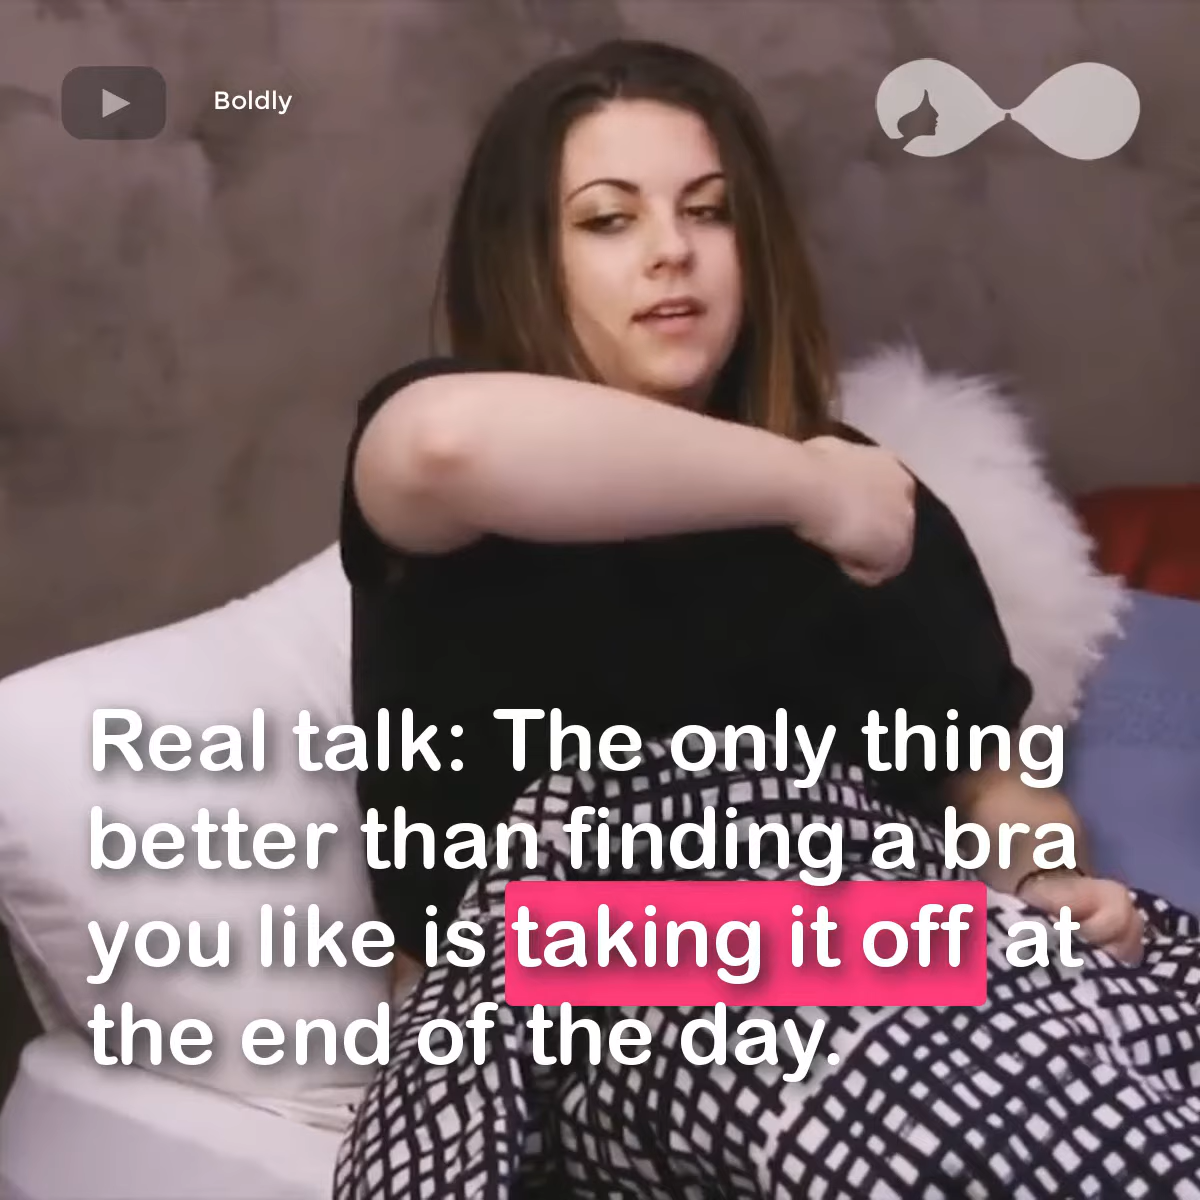 Boldly
Real talk: The only thing
better than finding a bra
you like is taking it off at
the end of the day.